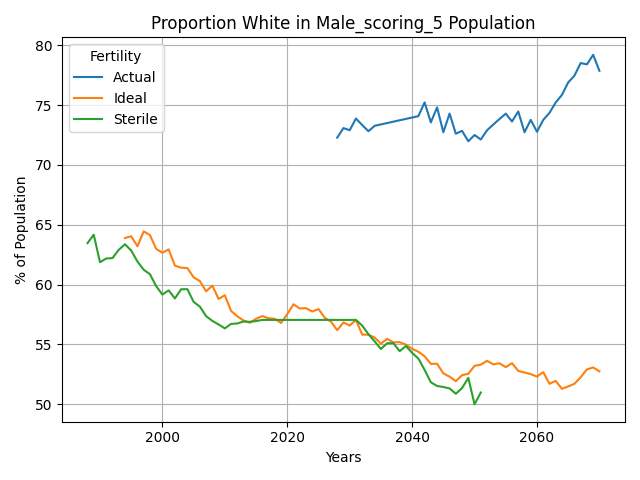 Proportion White in Male_scoring_5 Population
Fertility
Actual
Ideal
Sterile
% of Population
80
75
70
65
60
55
50
2000
2020
2040
2060
Years